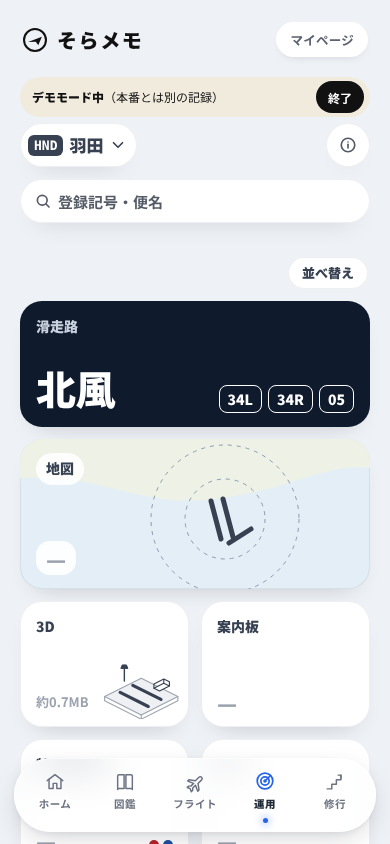 そらメモ
マイページ
デモモード中（本番とは別の記録）
終了
HND 羽田
登録記号・便名
並べ替え
滑走路
北風
34L 34R 05
地図
—
3D
約0.7MB
案内板
—
ホーム
図鑑
フライト
運用
修行